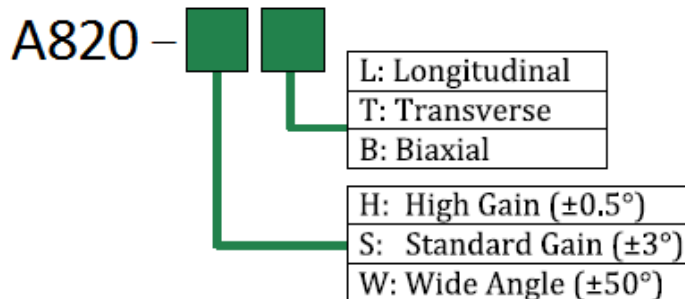 A820 –
L: Longitudinal
T: Transverse
B: Biaxial
H: High Gain (±0.5°)
S: Standard Gain (±3°)
W: Wide Angle (±50°)